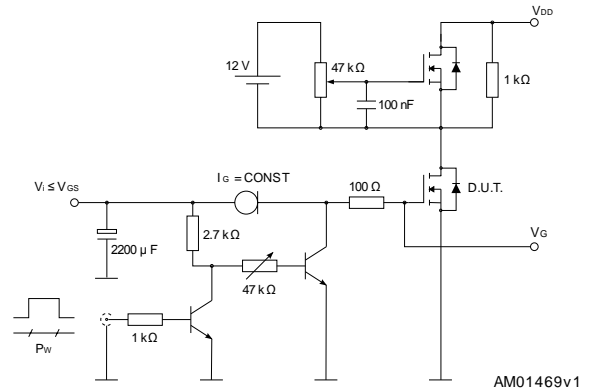 VDD
12 V
47 kΩ
1 kΩ
100 nF
IG = CONST
Vi ≤ VGS
100 Ω
D.U.T.
2.7 kΩ
VG
2200 μF
47 kΩ
1 kΩ
PW
AM01469v1